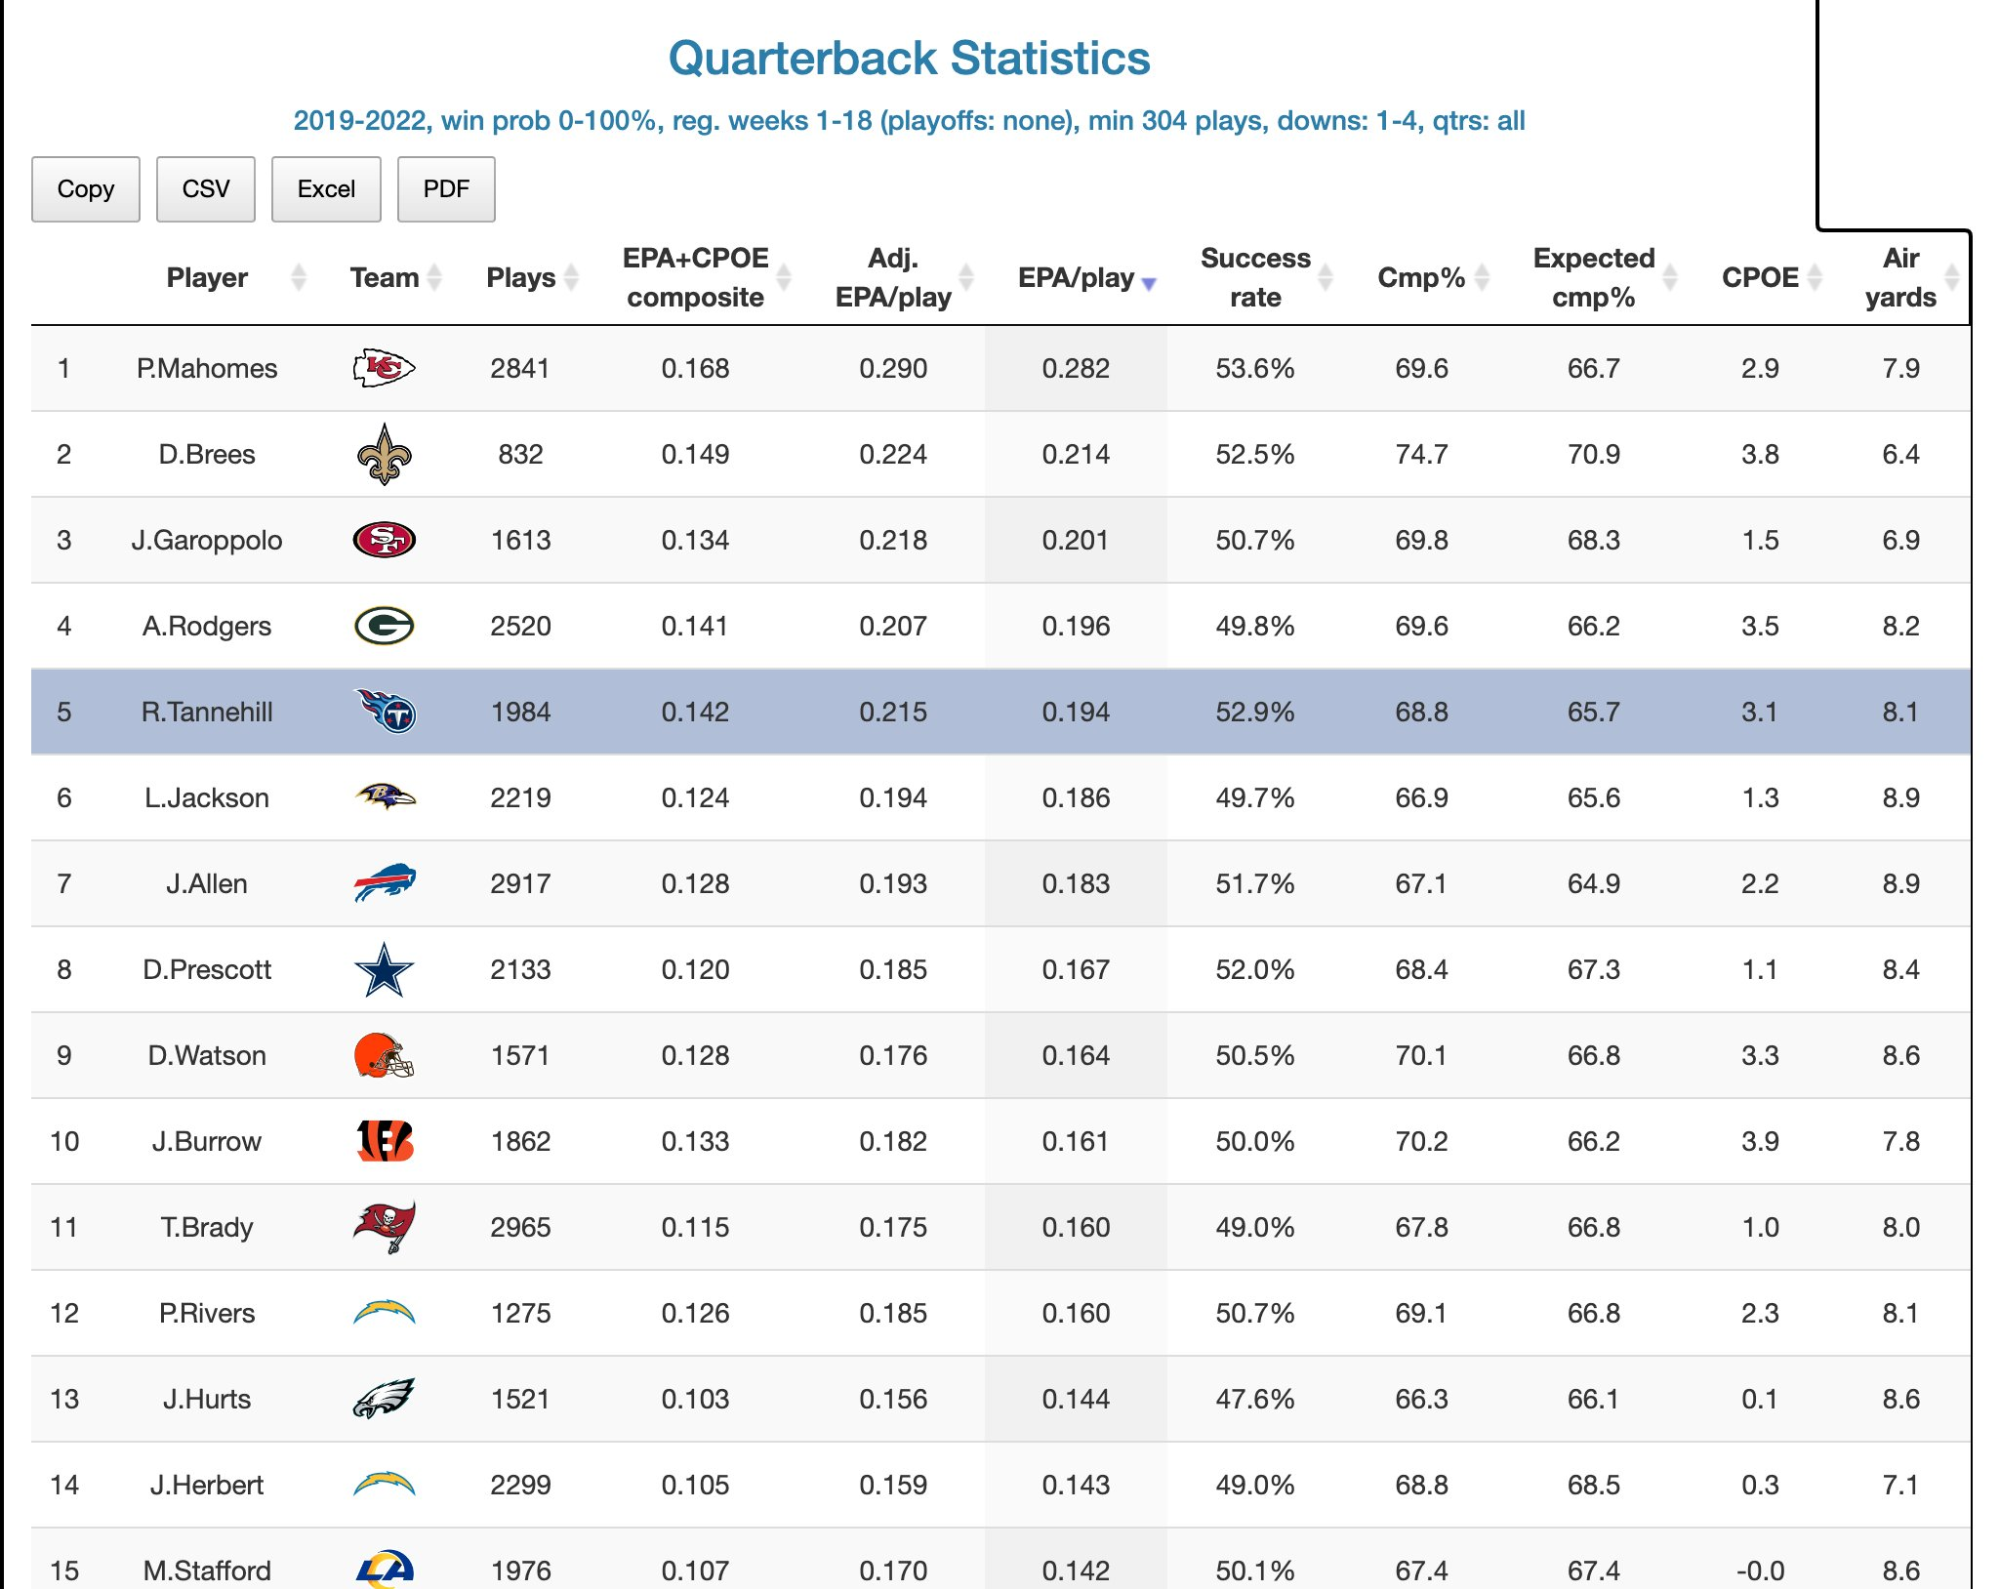 Quarterback Statistics
2019-2022, win prob 0-100%, reg. weeks 1-18 (playoffs: none), min 304 plays, downs: 1-4, qtrs: all
Copy CSV Excel PDF
Player Team Plays EPA+CPOE composite Adj. EPA/play EPA/play Success rate Cmp% Expected cmp% CPOE Air yards
1 P.Mahomes KC 2841 0.168 0.290 0.282 53.6% 69.6 66.7 2.9 7.9
2 D.Brees 832 0.149 0.224 0.214 52.5% 74.7 70.9 3.8 6.4
3 J.Garoppolo SF 1613 0.134 0.218 0.201 50.7% 69.8 68.3 1.5 6.9
4 A.Rodgers G 2520 0.141 0.207 0.196 49.8% 69.6 66.2 3.5 8.2
5 R.Tannehill T 1984 0.142 0.215 0.194 52.9% 68.8 65.7 3.1 8.1
6 L.Jackson B 2219 0.124 0.194 0.186 49.7% 66.9 65.6 1.3 8.9
7 J.Allen 2917 0.128 0.193 0.183 51.7% 67.1 64.9 2.2 8.9
8 D.Prescott 2133 0.120 0.185 0.167 52.0% 68.4 67.3 1.1 8.4
9 D.Watson 1571 0.128 0.176 0.164 50.5% 70.1 66.8 3.3 8.6
10 J.Burrow B 1862 0.133 0.182 0.161 50.0% 70.2 66.2 3.9 7.8
11 T.Brady 2965 0.115 0.175 0.160 49.0% 67.8 66.8 1.0 8.0
12 P.Rivers 1275 0.126 0.185 0.160 50.7% 69.1 66.8 2.3 8.1
13 J.Hurts 1521 0.103 0.156 0.144 47.6% 66.3 66.1 0.1 8.6
14 J.Herbert 2299 0.105 0.159 0.143 49.0% 68.8 68.5 0.3 7.1
15 M.Stafford LA 1976 0.107 0.170 0.142 50.1% 67.4 67.4 -0.0 8.6